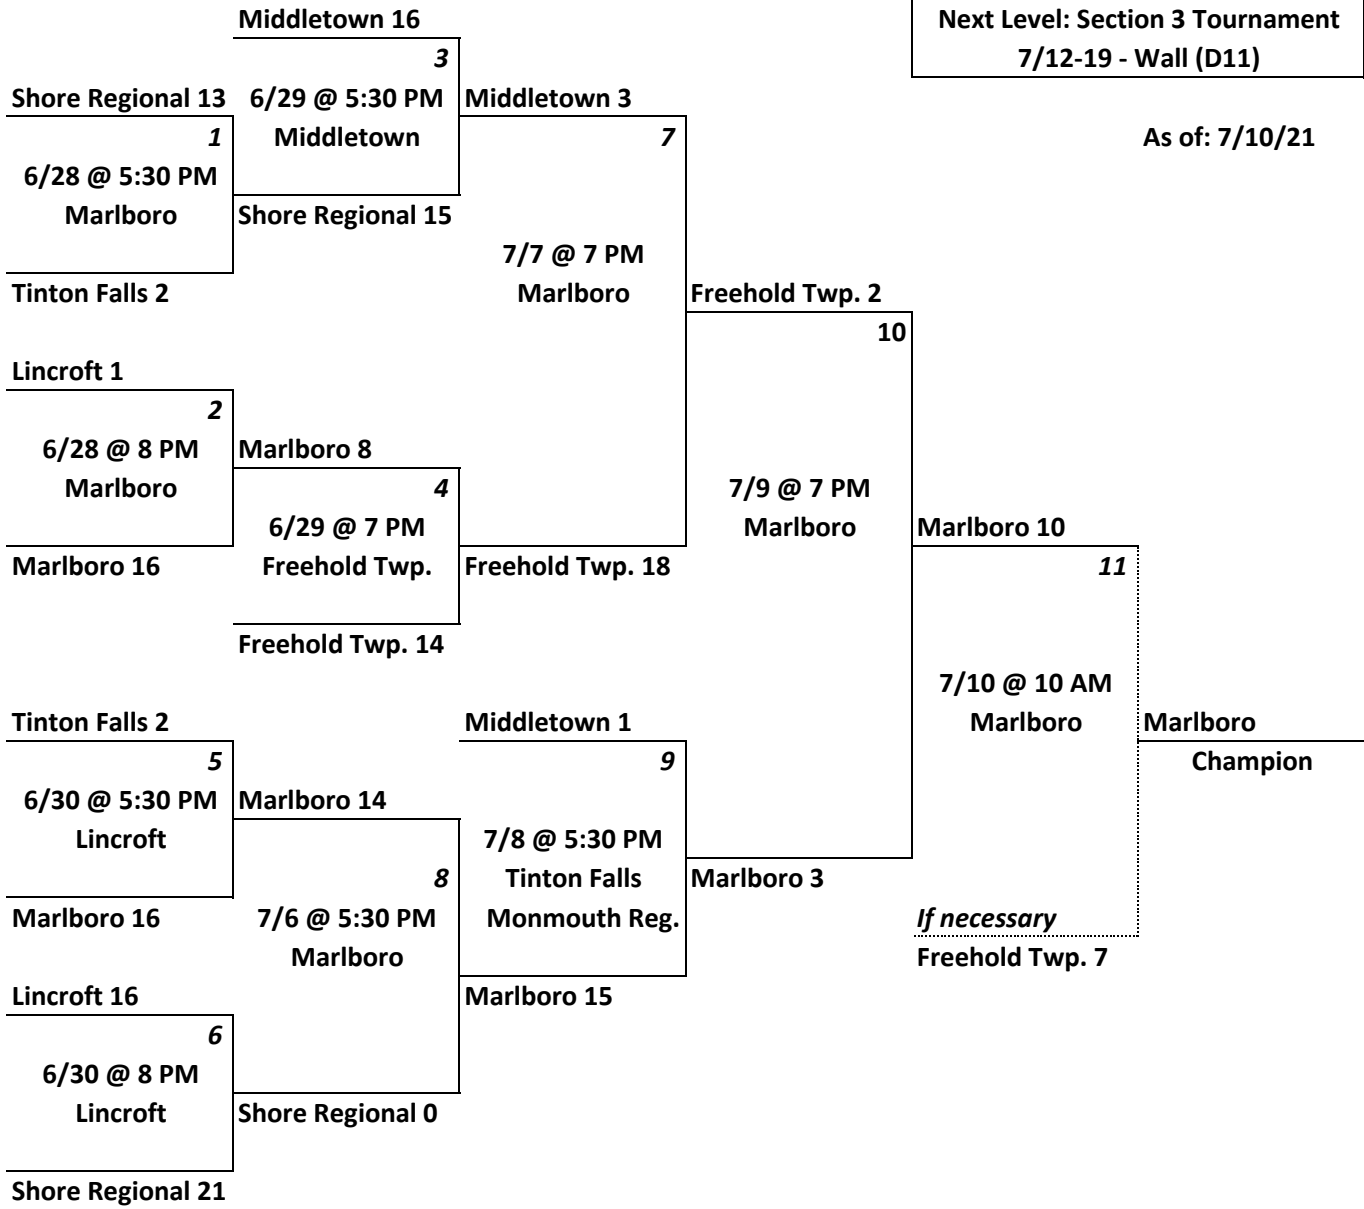 Middletown 16
Next Level: Section 3 Tournament
7/12-19 - Wall (D11)
3
Shore Regional 13
6/29 @ 5:30 PM
Middletown 3
1
Middletown
7
As of: 7/10/21
6/28 @ 5:30 PM
Marlboro
Shore Regional 15
7/7 @ 7 PM
Tinton Falls 2
Marlboro
Freehold Twp. 2
10
Lincroft 1
2
6/28 @ 8 PM
Marlboro 8
Marlboro
4
7/9 @ 7 PM
6/29 @ 7 PM
Marlboro
Marlboro 10
Marlboro 16
Freehold Twp.
Freehold Twp. 18
11
Freehold Twp. 14
7/10 @ 10 AM
Tinton Falls 2
Middletown 1
Marlboro
Marlboro
5
9
Champion
6/30 @ 5:30 PM
Marlboro 14
Lincroft
7/8 @ 5:30 PM
8
Tinton Falls
Marlboro 3
Marlboro 16
7/6 @ 5:30 PM
Monmouth Reg.
If necessary
Marlboro
Freehold Twp. 7
Lincroft 16
Marlboro 15
6
6/30 @ 8 PM
Lincroft
Shore Regional 0
Shore Regional 21